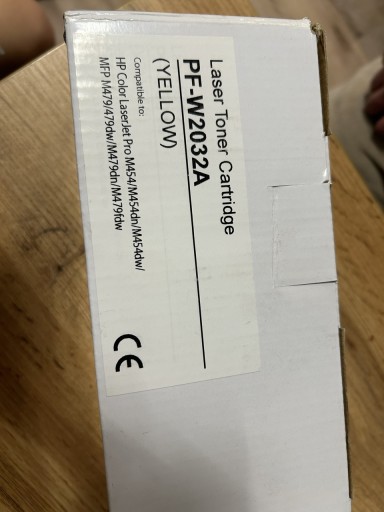 Laser Toner Cartridge
PF-W2032A
(YELLOW)
Compatible to:
HP Color LaserJet Pro M454/M454dn/M454dw/
MFP M479/479dw/M479dn/M479fdw
CE